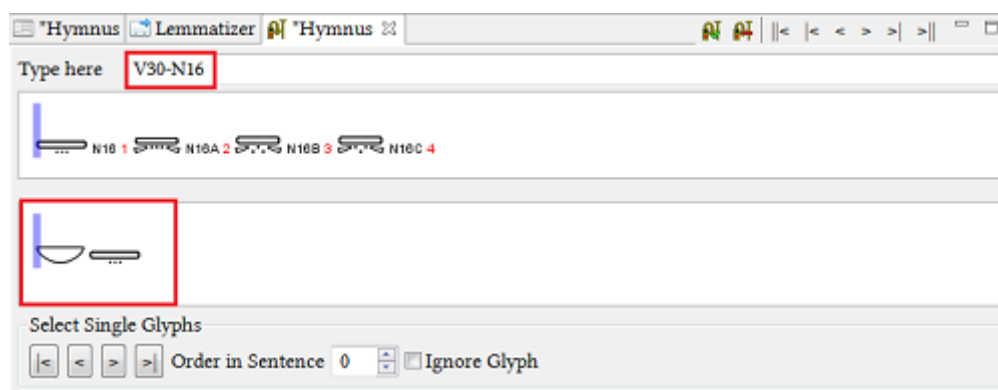 *Hymnus Lemmatizer *Hymnus
||< |< < > >| >||
Type here V30-N16
N16 1 N16A 2 N16B 3 N16C 4
Select Single Glyphs
|< < > >| Order in Sentence 0 Ignore Glyph